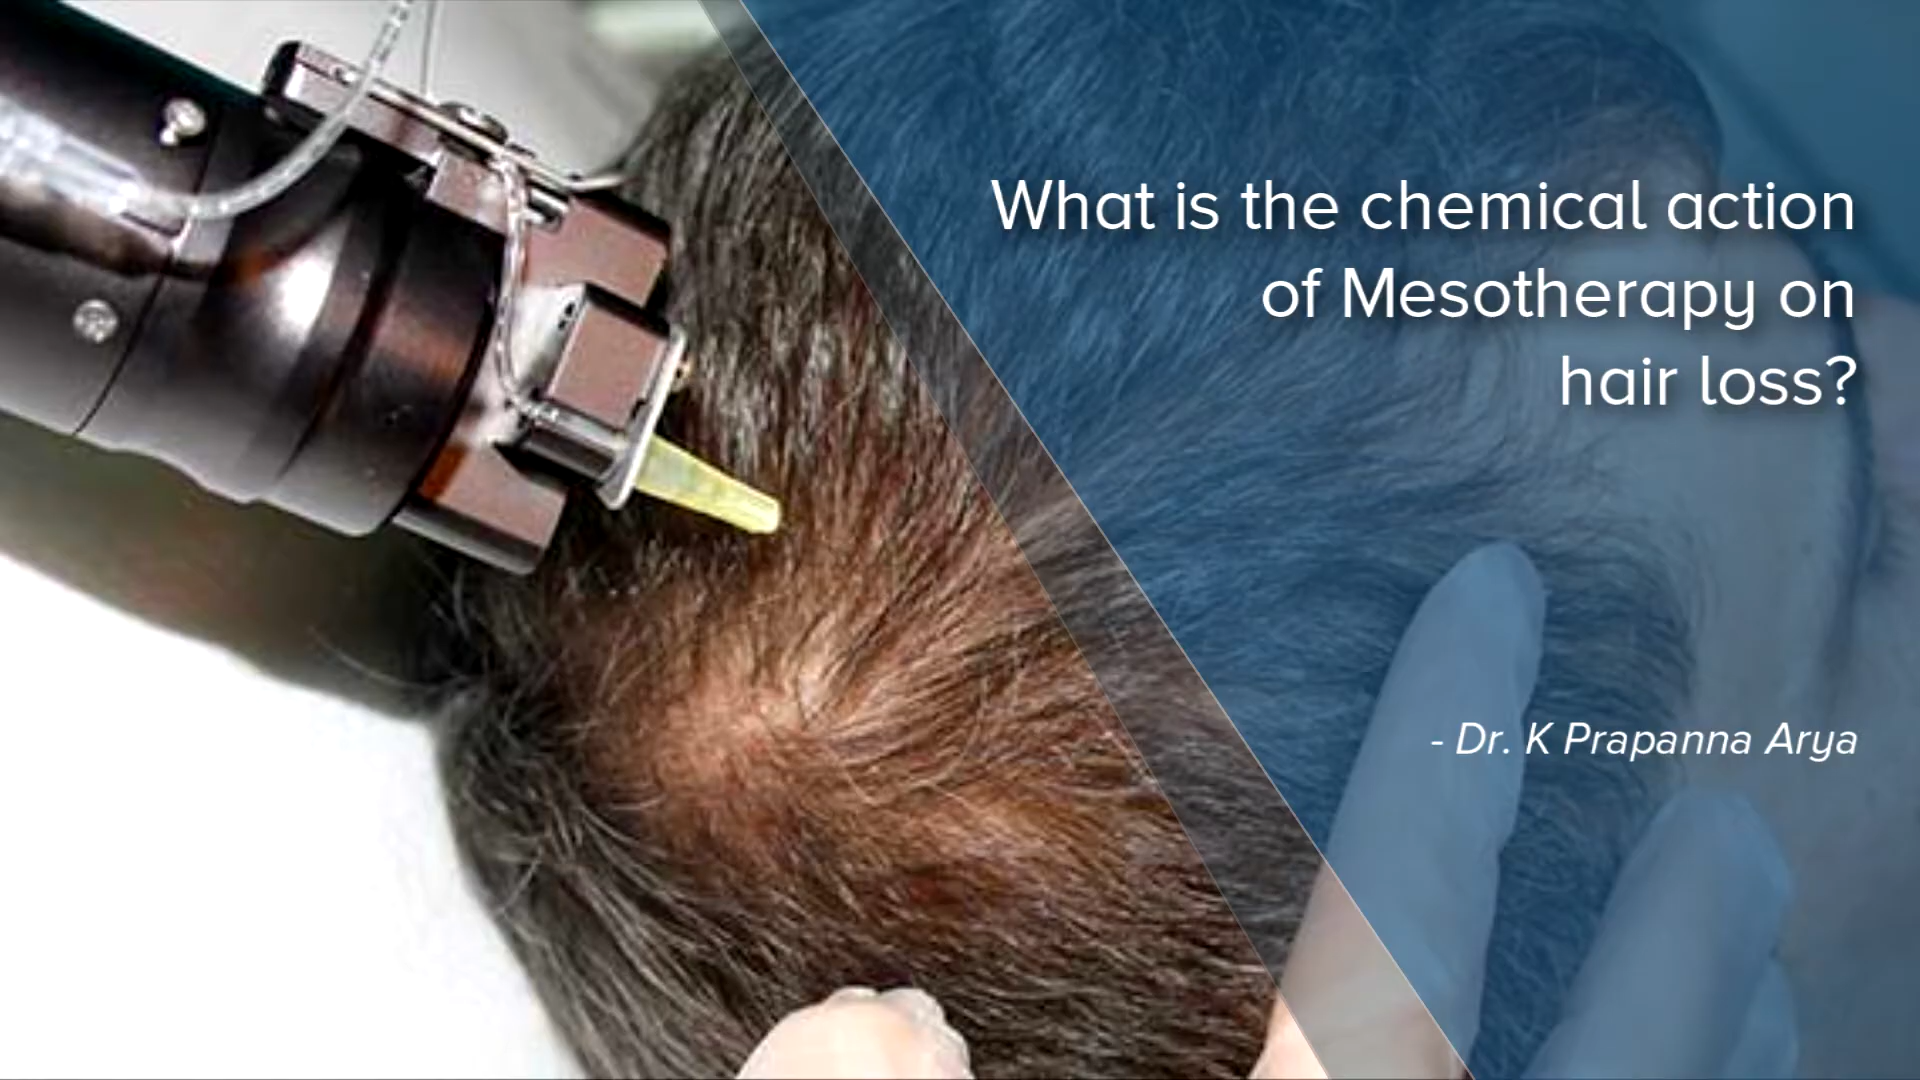 What is the chemical action
of Mesotherapy on
hair loss?
- Dr. K Prapanna Arya